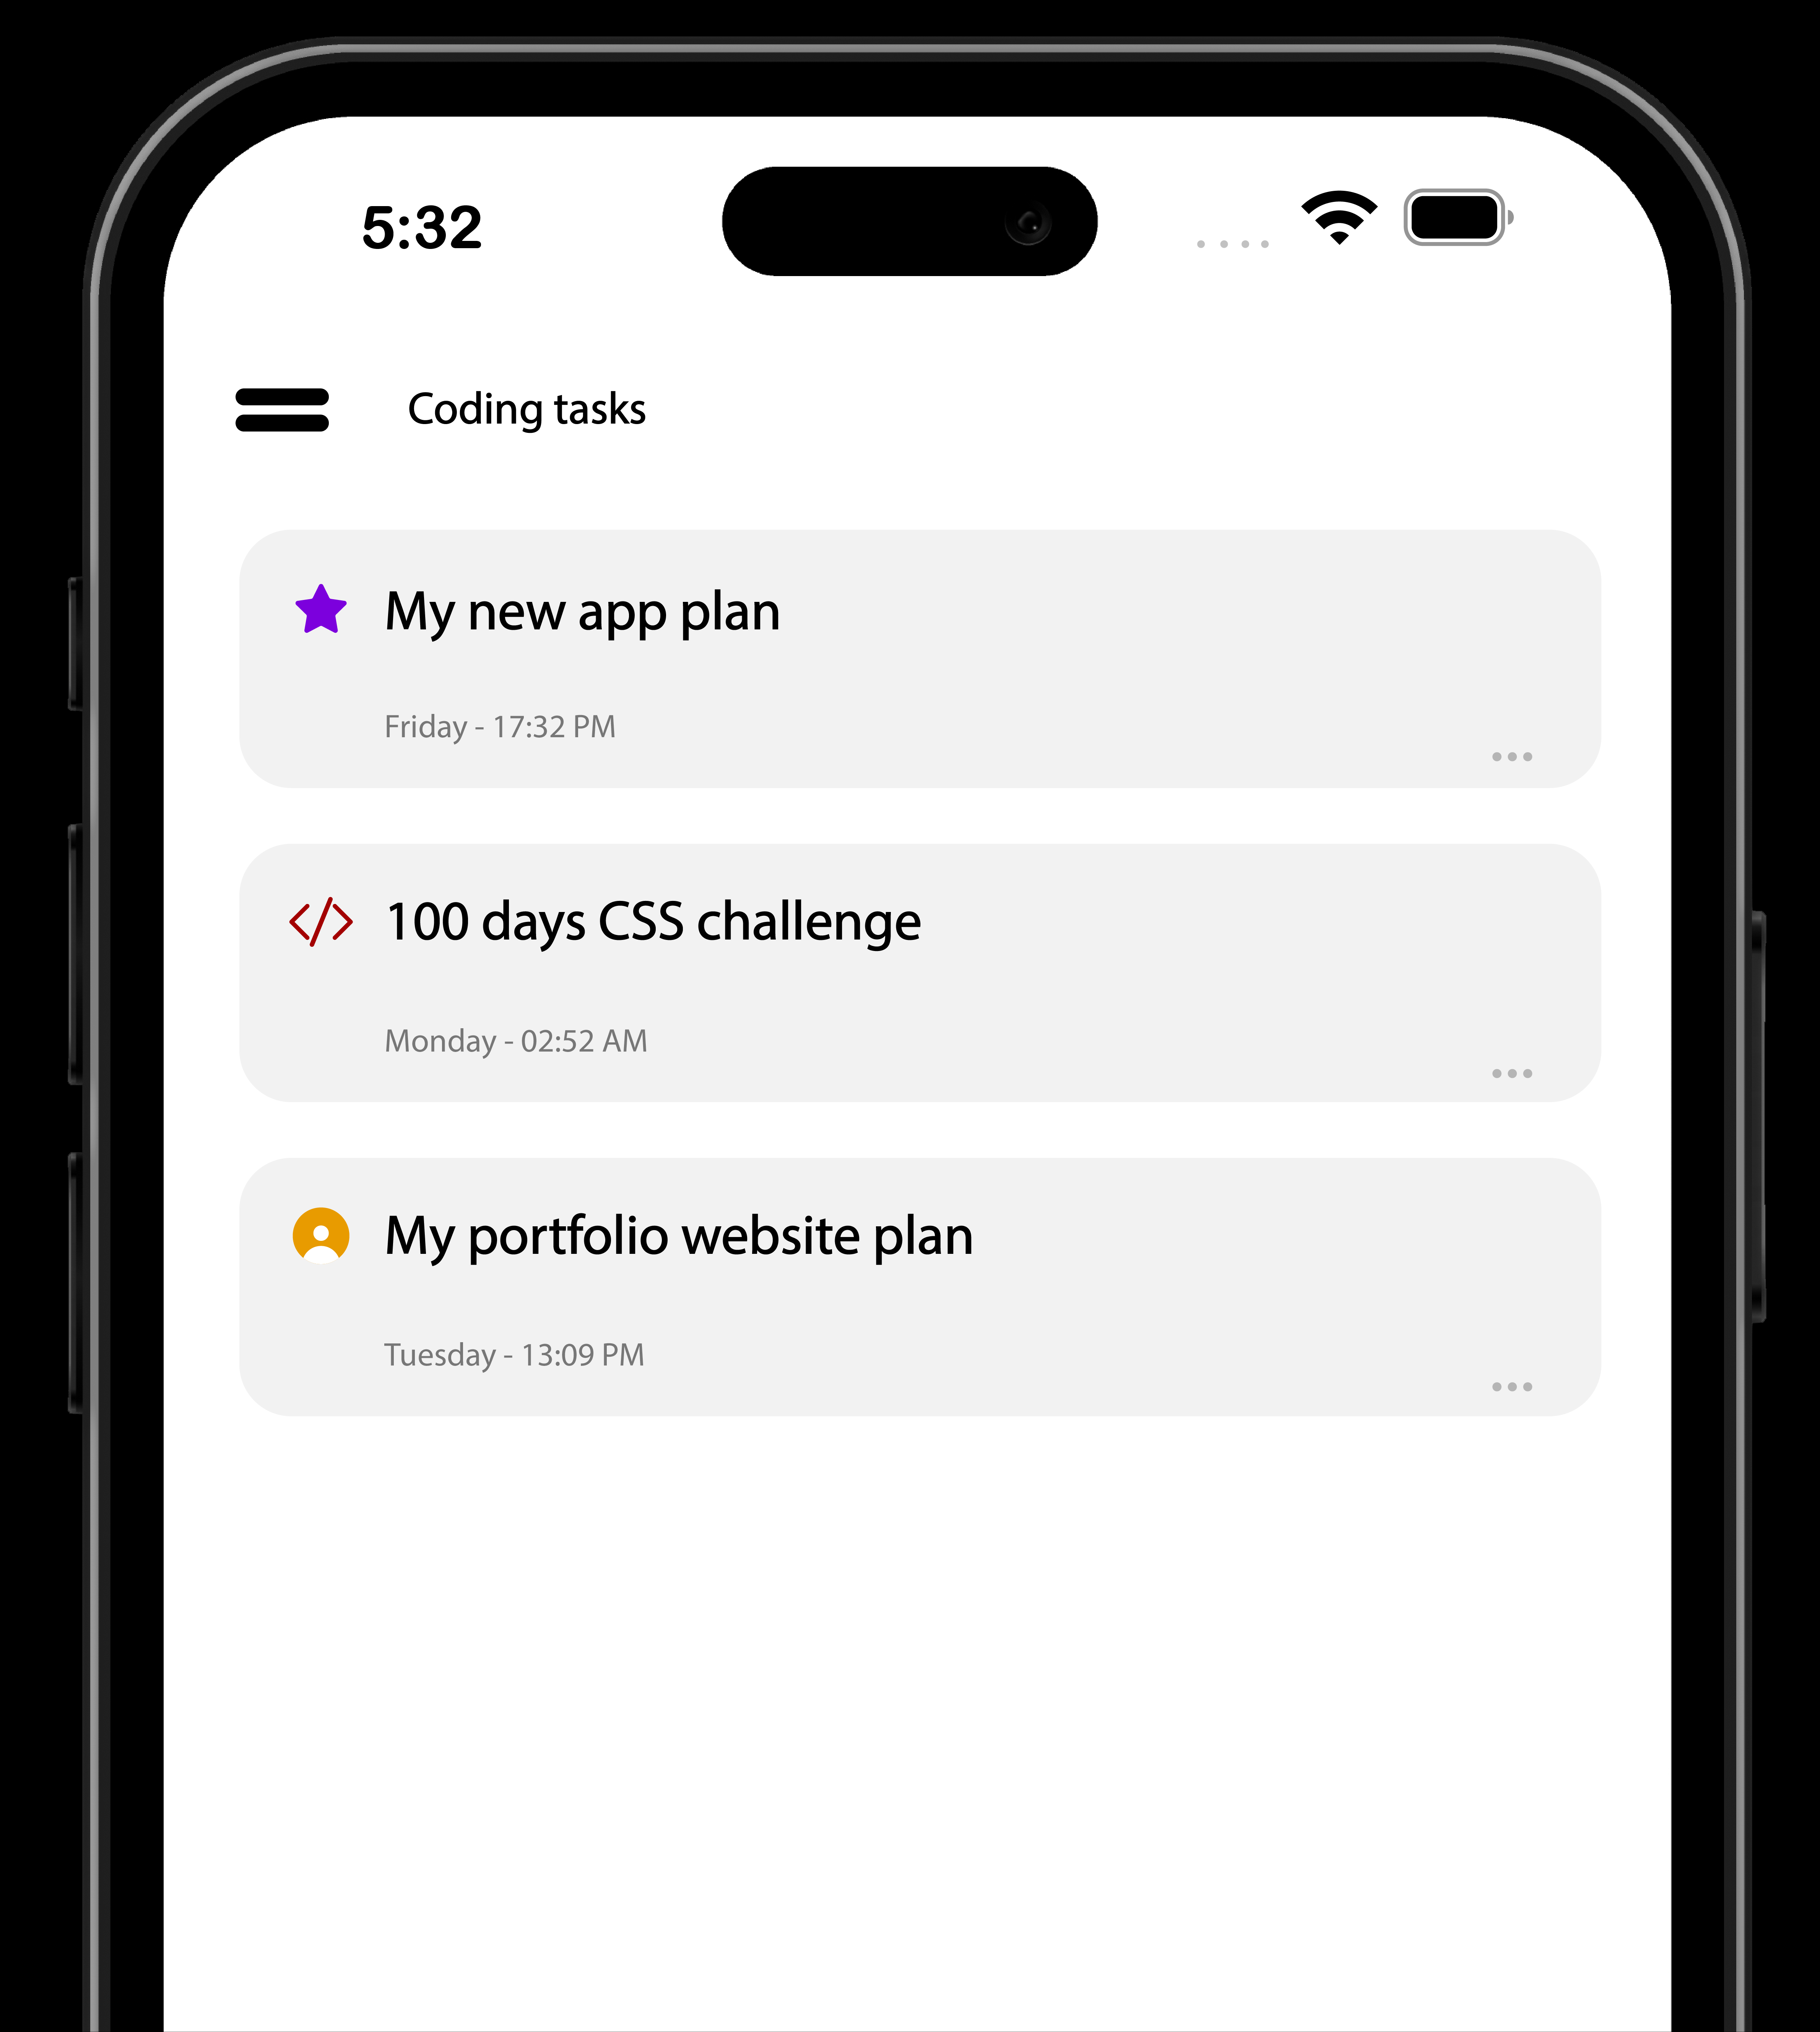 5:32
Coding tasks
My new app plan
Friday - 17:32 PM
100 days CSS challenge
Monday - 02:52 AM
My portfolio website plan
Tuesday - 13:09 PM